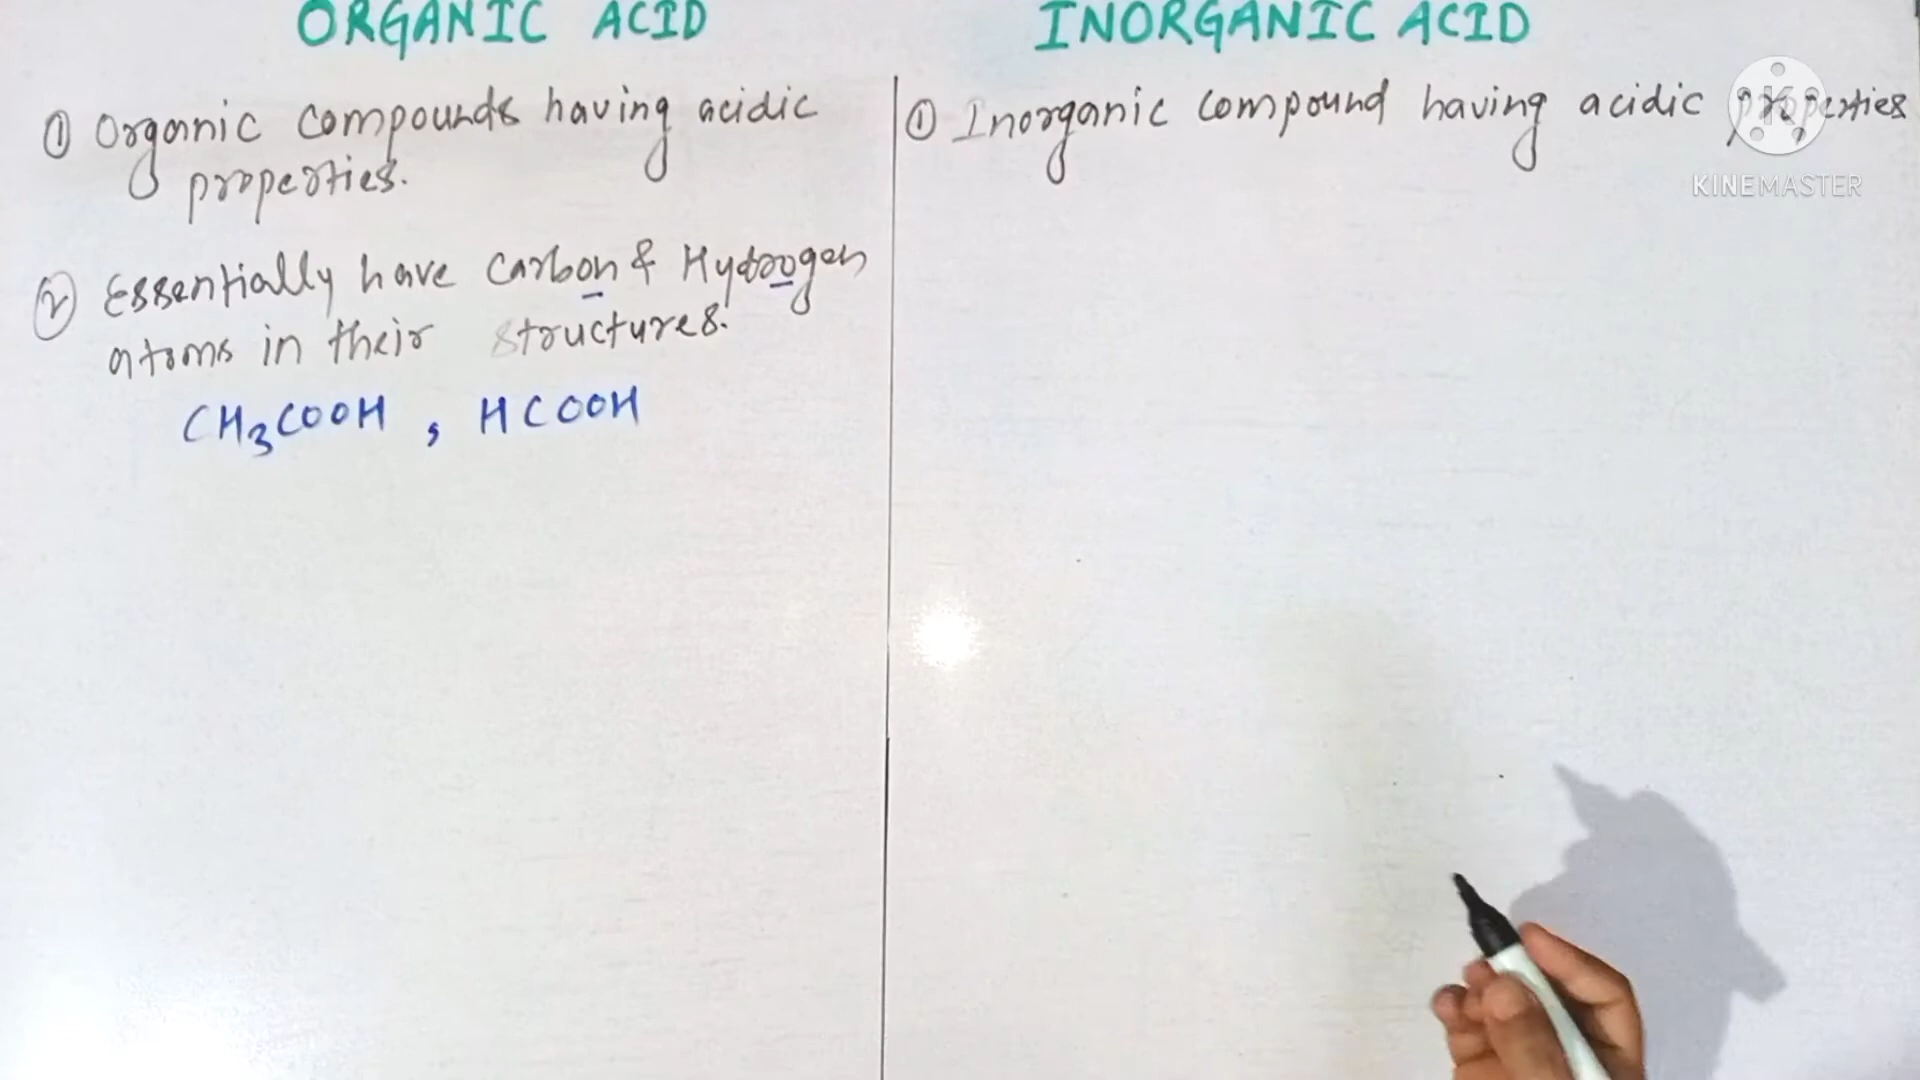 ORGANIC ACID
① Organic compounds having acidic
properties.
② Essentially have Carbon & Hydrogen
atoms in their structures.
CH₃COOH, HCOOH
INORGANIC ACID
① Inorganic compound having acidic properties
K
KINEMASTER